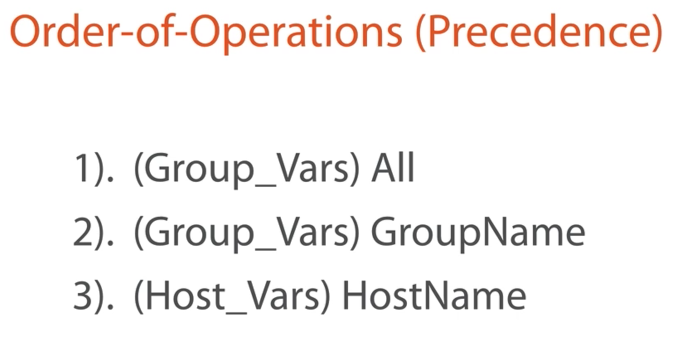 Order-of-Operations (Precedence)
1). (Group_Vars) All
2). (Group_Vars) GroupName
3). (Host_Vars) HostName